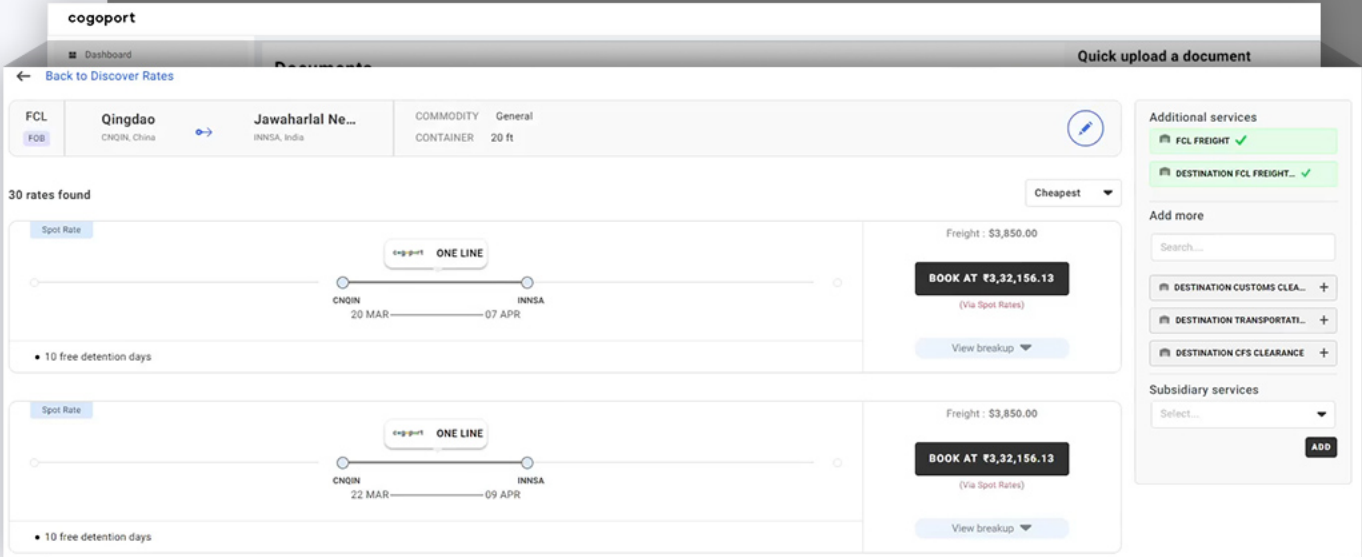 cogoport
Dashboard
Quick upload a document
Back to Discover Rates
FCL
FOB
Qingdao
CNQIN, China
Jawaharlal Ne...
INNSA, India
COMMODITY General
CONTAINER 20 ft
30 rates found
Cheapest
Spot Rate
cogoport ONE LINE
CNQIN INNSA
20 MAR 07 APR
• 10 free detention days
Freight : $3,850.00
BOOK AT ₹3,32,156.13
(Via Spot Rates)
View breakup
Spot Rate
cogoport ONE LINE
CNQIN INNSA
22 MAR 09 APR
• 10 free detention days
Freight : $3,850.00
BOOK AT ₹3,32,156.13
(Via Spot Rates)
View breakup
Additional services
FCL FREIGHT
DESTINATION FCL FREIGHT...
Add more
Search...
DESTINATION CUSTOMS CLEA... +
DESTINATION TRANSPORTATI... +
DESTINATION CFS CLEARANCE +
Subsidiary services
Select...
ADD